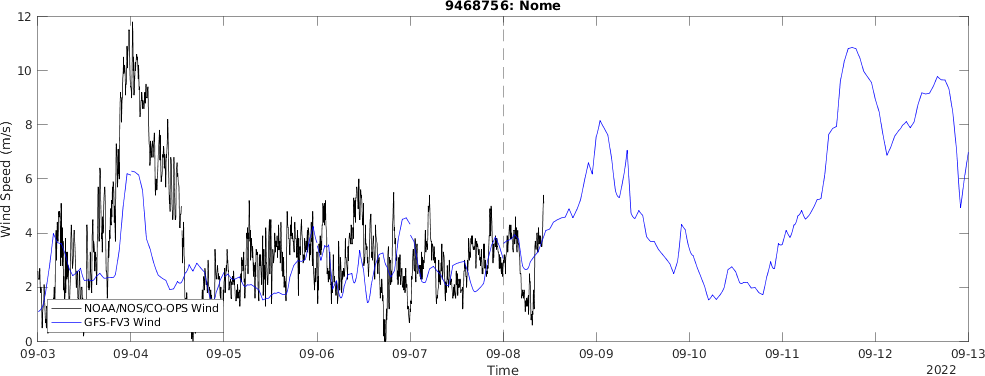 9468756: Nome
12
10
8
6
4
2
0
Wind Speed (m/s)
NOAA/NOS/CO-OPS Wind
GFS-FV3 Wind
09-03 09-04 09-05 09-06 09-07 09-08 09-09 09-10 09-11 09-12 09-13
Time
2022